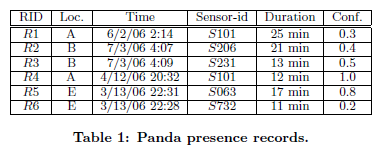 RID Loc. Time Sensor-id Duration Conf.
R1 A 6/2/06 2:14 S101 25 min 0.3
R2 B 7/3/06 4:07 S206 21 min 0.4
R3 B 7/3/06 4:09 S231 13 min 0.5
R4 A 4/12/06 20:32 S101 12 min 1.0
R5 E 3/13/06 22:31 S063 17 min 0.8
R6 E 3/13/06 22:28 S732 11 min 0.2
Table 1: Panda presence records.